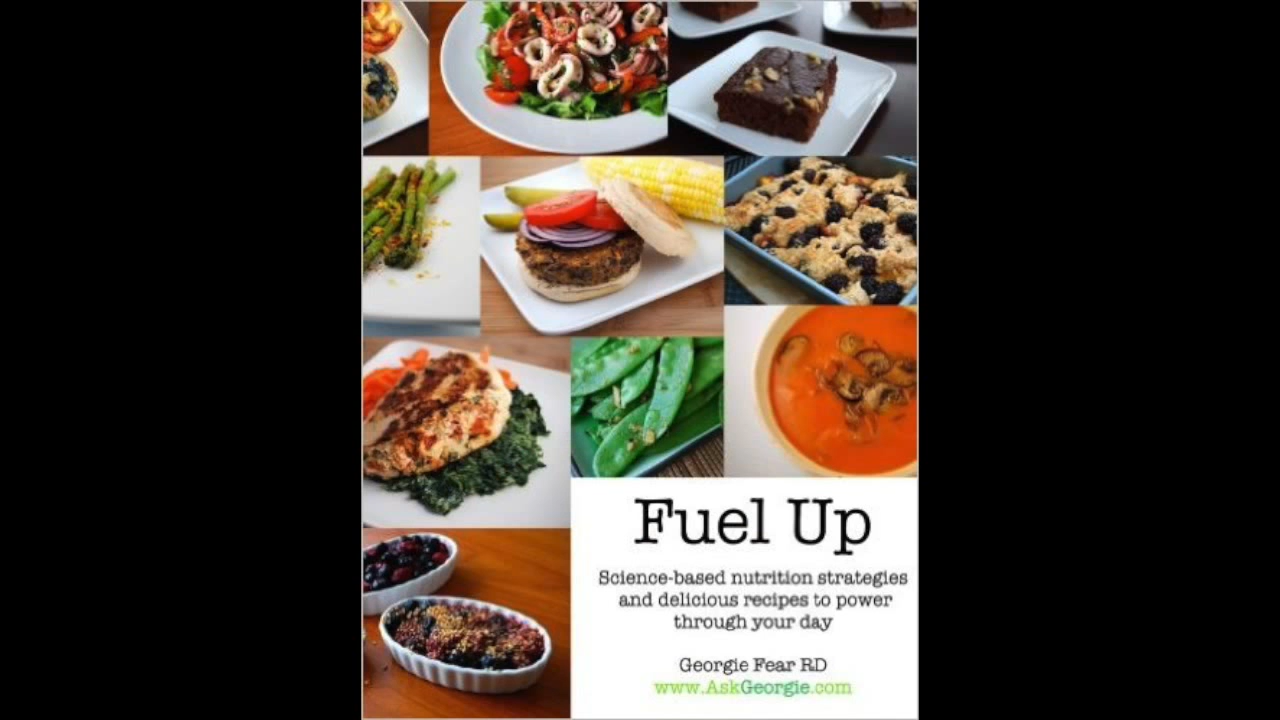 Fuel Up
Science-based nutrition strategies
and delicious recipes to power
through your day
Georgie Fear RD
www.AskGeorgie.com